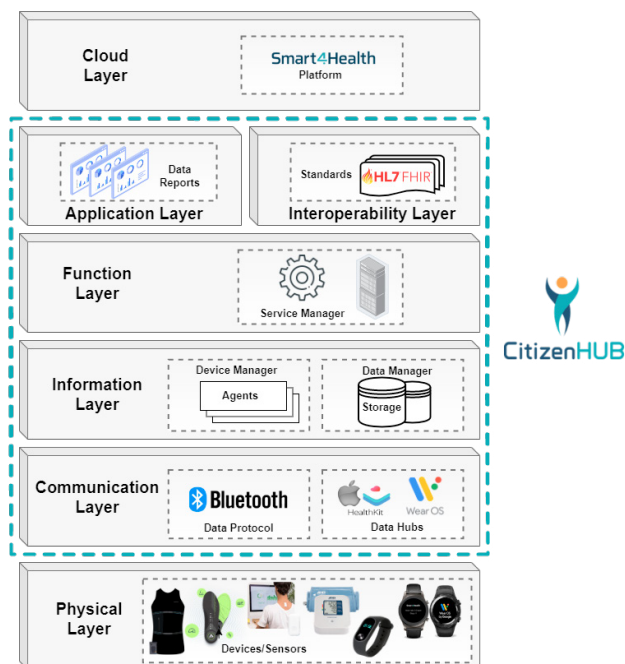 Cloud
Layer
Smart4Health
Platform
Data
Reports
Application Layer
Standards
HL7 FHIR
Interoperability Layer
Function
Layer
Service Manager
CitizenHUB
Information
Layer
Device Manager
Agents
Data Manager
Storage
Communication
Layer
Bluetooth
Data Protocol
HealthKit
Wear OS
Data Hubs
Physical
Layer
Devices/Sensors